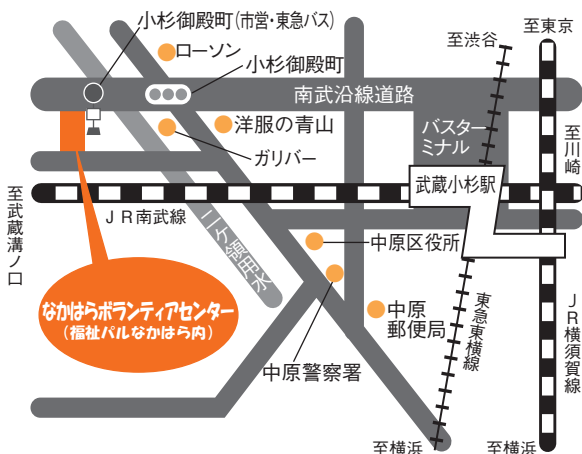 小杉御殿町(市営・東急バス)
ローソン
小杉御殿町
至渋谷
至東京
南武沿線道路
洋服の青山
ガリバー
バスター
ミナル
至川崎
武蔵小杉駅
至武蔵溝ノ口
JR南武線
二ケ領用水
中原区役所
なかはらボランティアセンター
(福祉パルなかはら内)
中原
郵便局
東急東横線
JR横須賀線
中原警察署
至横浜
至横浜